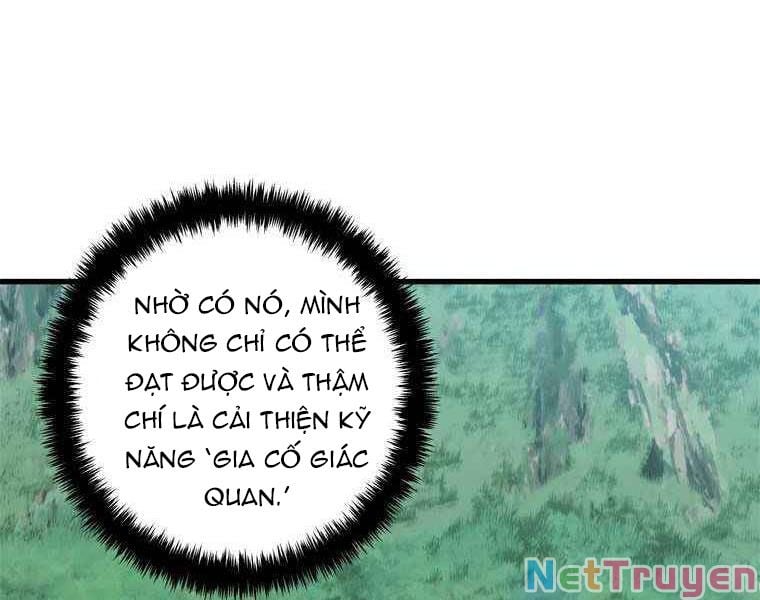 NHỜ CÓ NÓ, MÌNH
KHÔNG CHỈ CÓ THỂ
ĐẠT ĐƯỢC VÀ THẬM
CHÍ LÀ CẢI THIỆN KỸ
NĂNG ‘GIA CỐ GIÁC
QUAN.’
NetTruyen